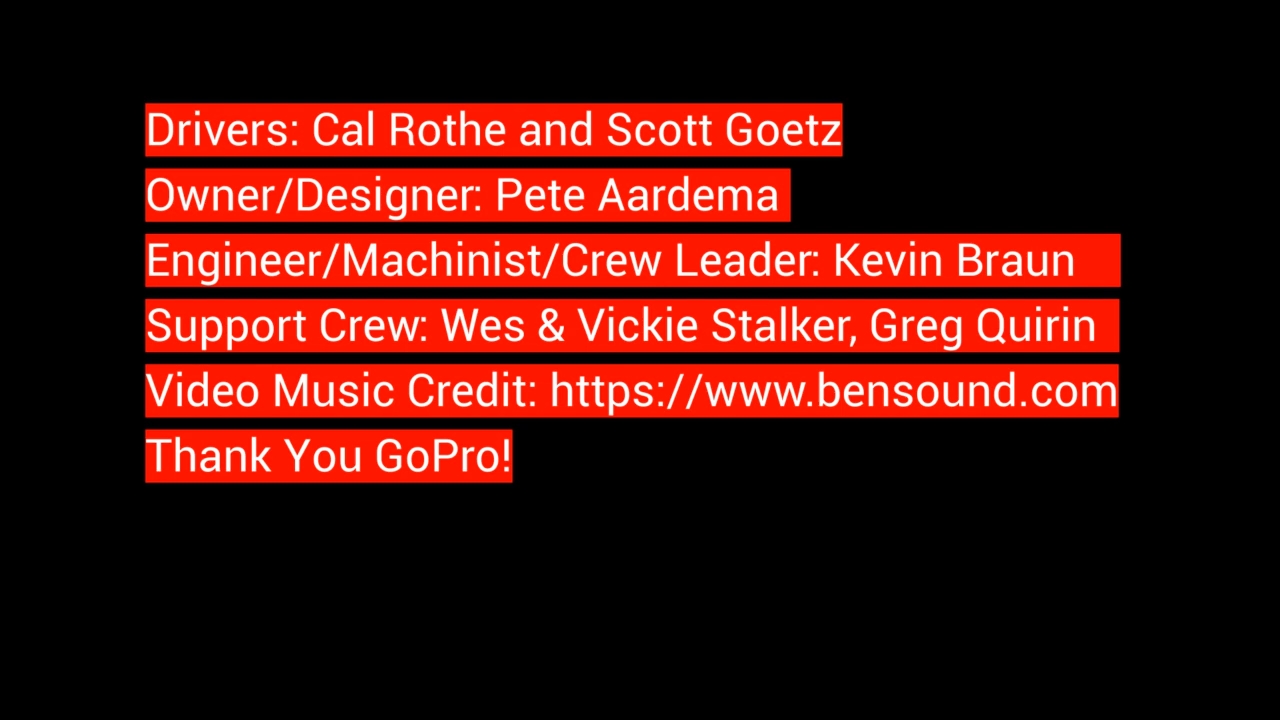 Drivers: Cal Rothe and Scott Goetz
Owner/Designer: Pete Aardema
Engineer/Machinist/Crew Leader: Kevin Braun
Support Crew: Wes & Vickie Stalker, Greg Quirin
Video Music Credit: https://www.bensound.com
Thank You GoPro!